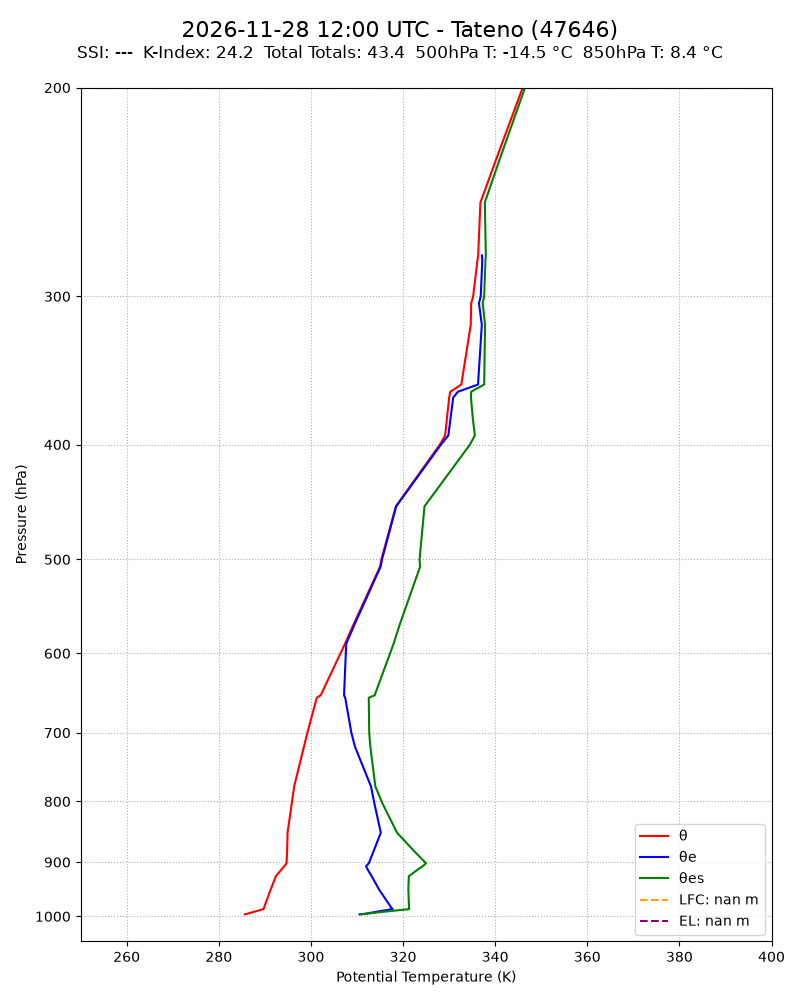 2026-11-28 12:00 UTC - Tateno (47646)
SSI: ---  K-Index: 24.2  Total Totals: 43.4  500hPa T: -14.5 °C  850hPa T: 8.4 °C
200
300
400
500
600
700
800
900
1000
Pressure (hPa)
260
280
300
320
340
360
380
400
Potential Temperature (K)
θ
θe
θes
LFC: nan m
EL: nan m